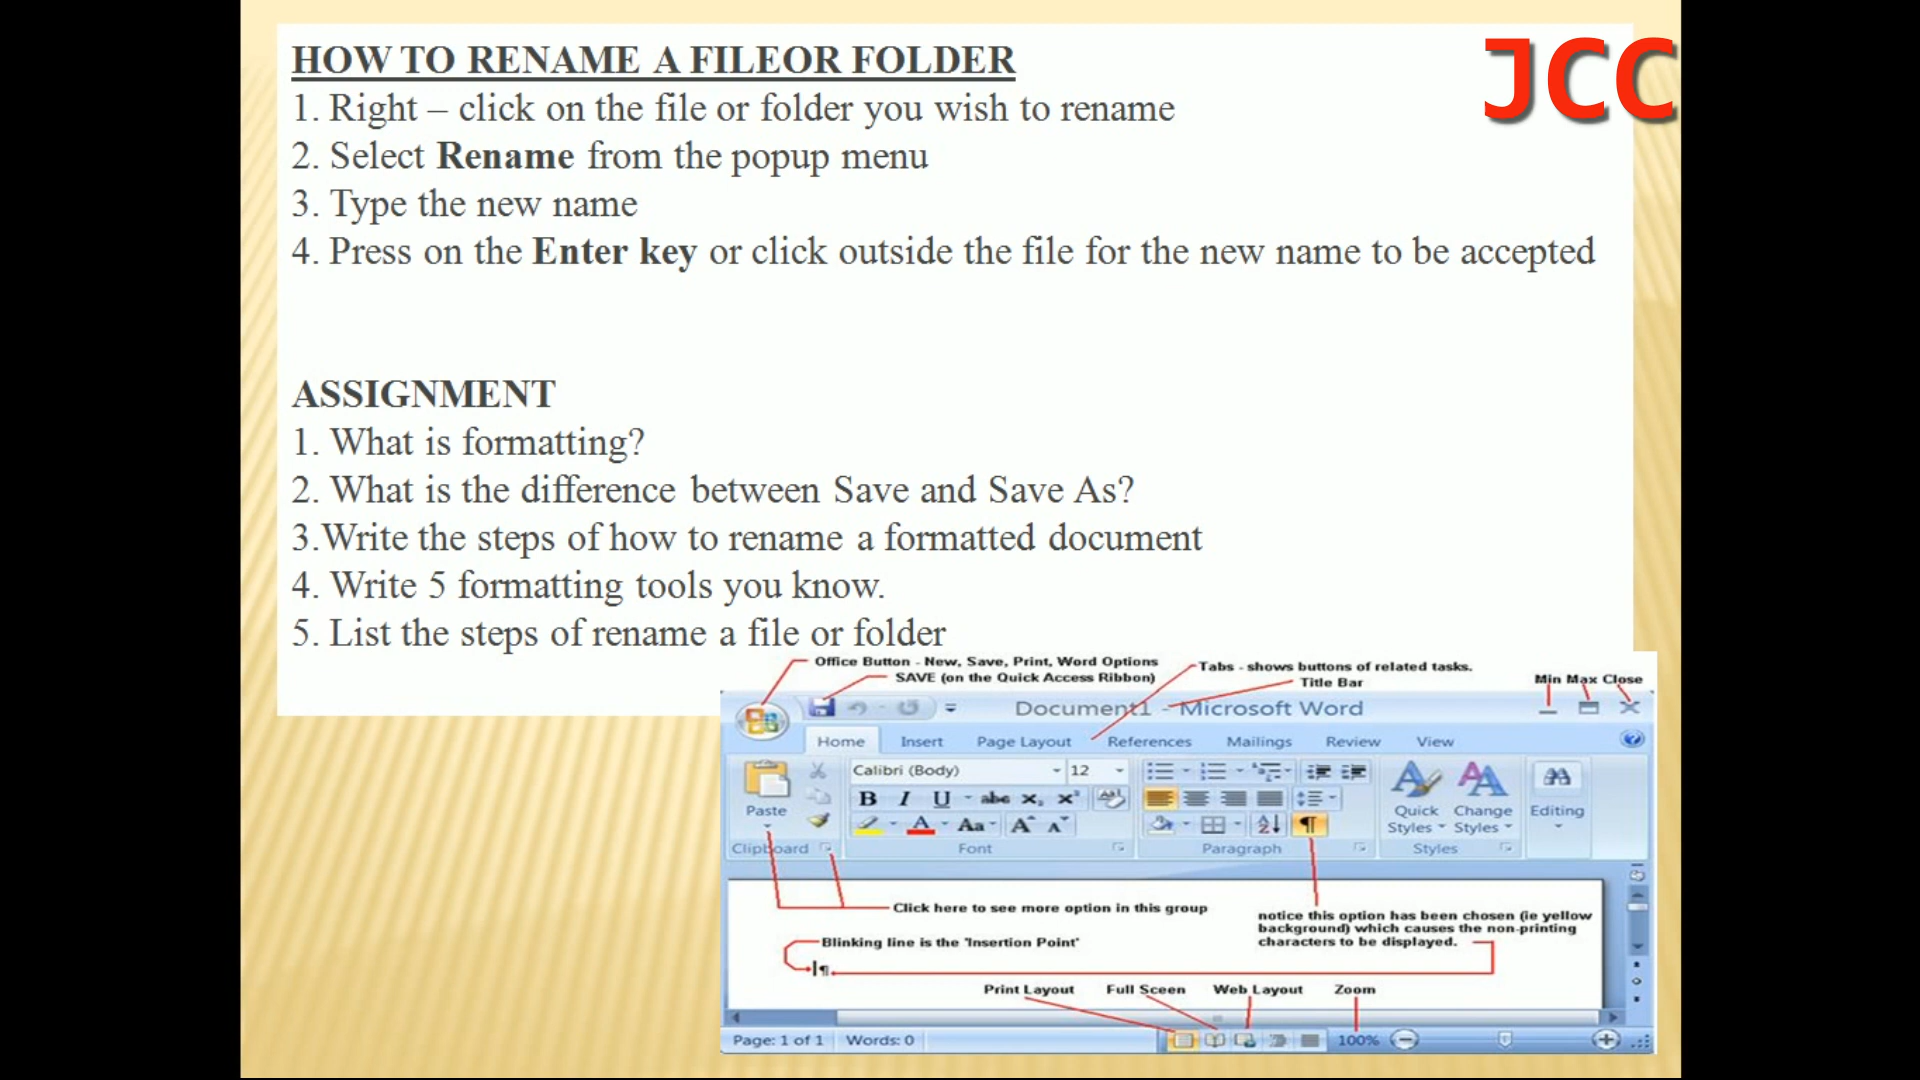 HOW TO RENAME A FILEOR FOLDER
JCC
1. Right – click on the file or folder you wish to rename
2. Select Rename from the popup menu
3. Type the new name
4. Press on the Enter key or click outside the file for the new name to be accepted
ASSIGNMENT
1. What is formatting?
2. What is the difference between Save and Save As?
3.Write the steps of how to rename a formatted document
4. Write 5 formatting tools you know.
5. List the steps of rename a file or folder
Office Button - New, Save, Print, Word Options
SAVE (on the Quick Access Ribbon)
Tabs - shows buttons of related tasks.
Title Bar
Min Max Close
Document1 - Microsoft Word
Home Insert Page Layout References Mailings Review View
Calibri (Body) 12
B I U abc x₂ x² Aa A A
Paste
Quick Styles
Change Styles
Editing
Clipboard Font Paragraph Styles
Click here to see more option in this group
notice this option has been chosen (ie yellow
background) which causes the non-printing
characters to be displayed.
Blinking line is the 'Insertion Point'
¶
Print Layout Full Sceen Web Layout Zoom
Page: 1 of 1 Words: 0 100%